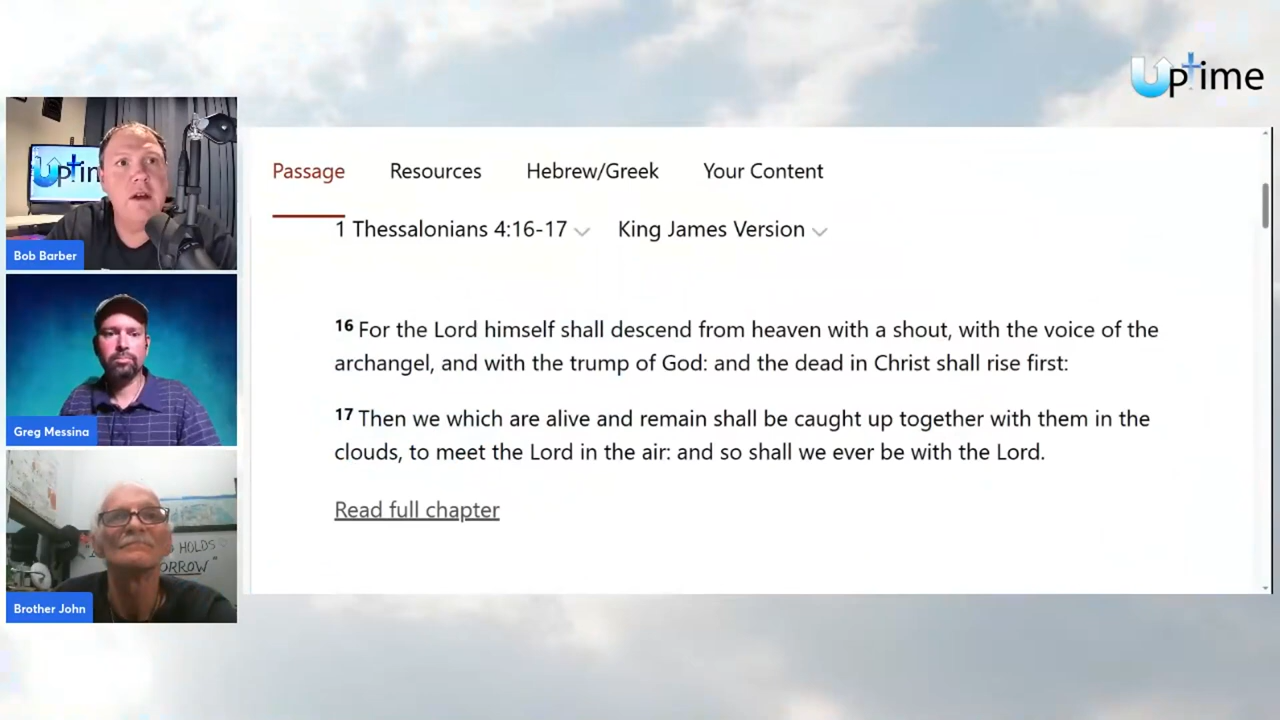 Uptime
Uptim
Bob Barber
Greg Messina
HOLDS
ORROW"
Brother John
Passage Resources Hebrew/Greek Your Content
1 Thessalonians 4:16-17 King James Version
16 For the Lord himself shall descend from heaven with a shout, with the voice of the
archangel, and with the trump of God: and the dead in Christ shall rise first:
17 Then we which are alive and remain shall be caught up together with them in the
clouds, to meet the Lord in the air: and so shall we ever be with the Lord.
Read full chapter